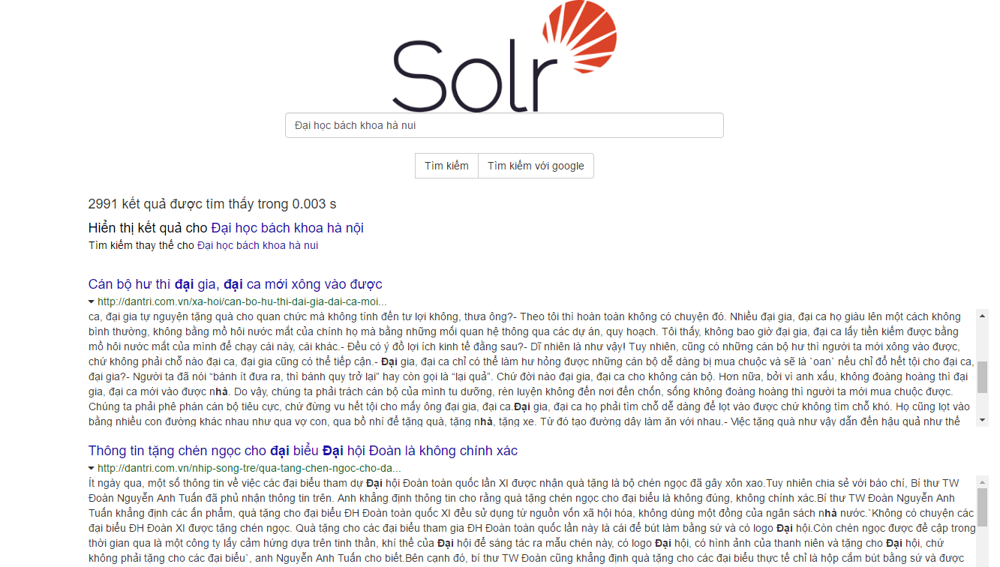 Solr
Đại học bách khoa hà nui
Tìm kiếm
Tìm kiếm với google
2991 kết quả được tìm thấy trong 0.003 s
Hiển thị kết quả cho Đại học bách khoa hà nội
Tìm kiếm thay thế cho Đại học bách khoa hà nui
Cán bộ hư thì đại gia, đại ca mới xông vào được
http://dantri.com.vn/xa-hoi/can-bo-hu-thi-dai-gia-dai-ca-moi...
ca, đại gia tự nguyện tặng quà cho quan chức mà không tính đến tư lợi không, thưa ông?- Theo tôi thì hoàn toàn không có chuyện đó. Nhiều đại gia, đại ca họ giàu lên một cách không
bình thường, không bằng mồ hôi nước mắt của chính họ mà bằng những mối quan hệ thông qua các dự án, quy hoạch. Tôi thấy, không bao giờ đại gia, đại ca lấy tiền kiếm được bằng
mồ hôi nước mắt của mình để chạy cái này, cái khác.- Đều có ý đồ lợi ích kinh tế đằng sau?- Dĩ nhiên là như vậy! Tuy nhiên, cũng có những cán bộ hư thì người ta mới xông vào được,
chứ không phải chỗ nào đại ca, đại gia cũng có thể tiếp cận.- Đại gia, đại ca chỉ có thể làm hư hỏng được những cán bộ dễ dàng bị mua chuộc và sẽ là `oan` nếu chỉ đổ hết tội cho đại ca,
đại gia?- Người ta đã nói “bánh ít đưa ra, thì bánh quy trở lại” hay còn gọi là “lại quả”. Chứ đời nào đại gia, đại ca cho không cán bộ. Hơn nữa, bởi vì anh xấu, không đoàng hoàng thì đại
gia, đại ca mới vào được nhà. Do vậy, chúng ta phải trách cán bộ của mình tu dưỡng, rèn luyện không đến nơi đến chốn, sống không đoàng hoàng thì người ta mới mua chuộc được.
Chúng ta phải phê phán cán bộ tiêu cực, chứ đừng vu hết tội cho mấy ông đại gia, đại ca.Đại gia, đại ca họ phải tìm chỗ dễ dàng để lọt vào được chứ không tìm chỗ khó. Họ cũng lọt vào
bằng nhiều con đường khác nhau như qua vợ con, qua bồ nhí để tặng quà, tặng nhà, tặng xe. Từ đó tạo đường dây làm ăn với nhau.- Việc tặng quà như vậy dẫn đến hậu quả như thế
Thông tin tặng chén ngọc cho đại biểu Đại hội Đoàn là không chính xác
http://dantri.com.vn/nhip-song-tre/qua-tang-chen-ngoc-cho-da...
Ít ngày qua, một số thông tin về việc các đại biểu tham dự Đại hội Đoàn toàn quốc lần XI được nhận quà tặng là bộ chén ngọc đã gây xôn xao.Tuy nhiên chia sẻ với báo chí, Bí thư TW
Đoàn Nguyễn Anh Tuấn đã phủ nhận thông tin trên. Anh khẳng định thông tin cho rằng quà tặng chén ngọc cho đại biểu là không đúng, không chính xác.Bí thư TW Đoàn Nguyễn Anh
Tuấn khẳng định các ấn phẩm, quà tặng cho đại biểu ĐH Đoàn toàn quốc XI đều sử dụng từ nguồn vốn xã hội hóa, không dùng một đồng của ngân sách nhà nước.`Không có chuyện các
đại biểu ĐH Đoàn XI được tặng chén ngọc. Quà tặng cho các đại biểu tham gia ĐH Đoàn toàn quốc lần này là cái để bút làm bằng sứ và có logo Đại hội.Còn chén ngọc được đề cập trong
thời gian qua là một công ty lấy cảm hứng dựa trên tinh thần, khí thế của Đại hội để sáng tác ra mẫu chén này, có logo Đại hội, có hình ảnh của thanh niên và tặng cho Đại hội, chứ
không phải tặng cho các đại biểu`, anh Nguyễn Anh Tuấn cho biết.Bên cạnh đó, bí thư TW Đoàn cũng khẳng định quà tặng cho các đại biểu thực tế chỉ là hộp cắm bút bằng sứ và được